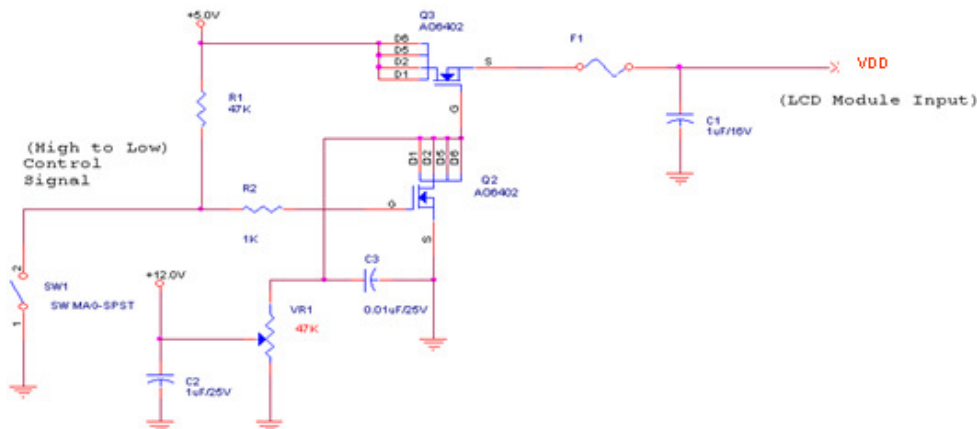 +5.0V
Q3
AO6402
D6
D5
D2
D1
S
G
F1
VDD
(LCD Module Input)
C1
1uF/16V
R1
47K
(High to Low)
Control
Signal
R2
1K
G
D1
D2
D5
D6
Q2
AO6402
S
C3
0.01uF/25V
2
SW1
SW MAG-SPST
1
+12.0V
VR1
47K
C2
1uF/25V